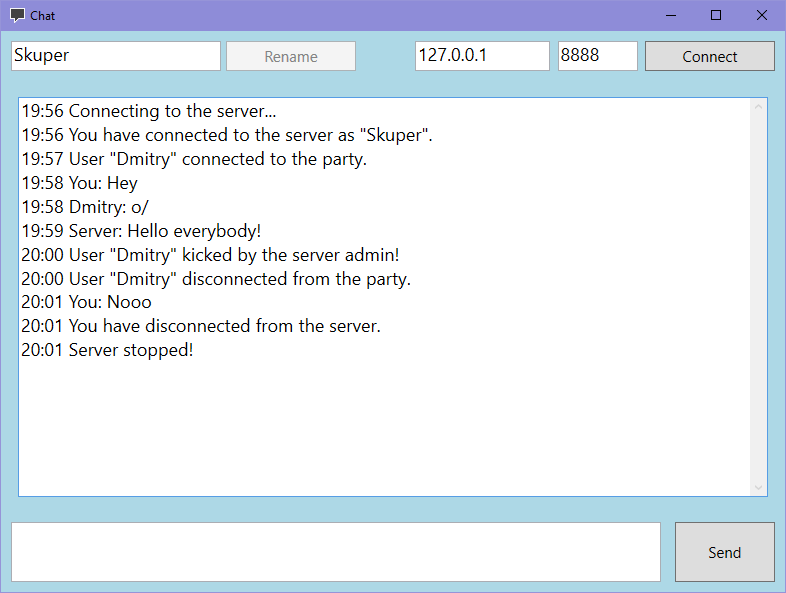 Chat
Skuper Rename 127.0.0.1 8888 Connect
19:56 Connecting to the server...
19:56 You have connected to the server as "Skuper".
19:57 User "Dmitry" connected to the party.
19:58 You: Hey
19:58 Dmitry: o/
19:59 Server: Hello everybody!
20:00 User "Dmitry" kicked by the server admin!
20:00 User "Dmitry" disconnected from the party.
20:01 You: Nooo
20:01 You have disconnected from the server.
20:01 Server stopped!
Send